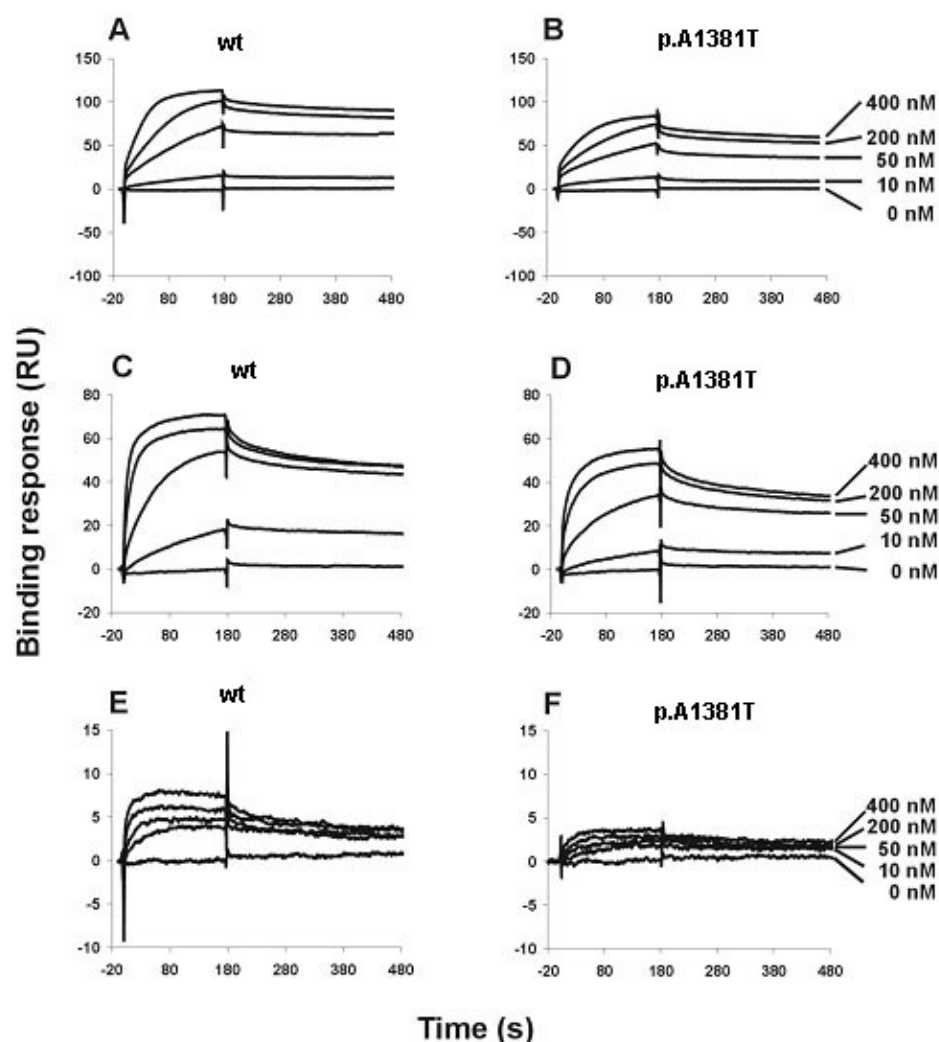 A
wt
B
p.A1381T
150
100
50
0
-50
-100
-20 80 180 280 380 480
150
100
50
0
-50
-100
-20 80 180 280 380 480
400 nM
200 nM
50 nM
10 nM
0 nM
Binding response (RU)
C
wt
D
p.A1381T
80
60
40
20
0
-20
-20 80 180 280 380 480
80
60
40
20
0
-20
-20 80 180 280 380 480
400 nM
200 nM
50 nM
10 nM
0 nM
E
wt
F
p.A1381T
15
10
5
0
-5
-10
-20 80 180 280 380 480
15
10
5
0
-5
-10
-20 80 180 280 380 480
400 nM
200 nM
50 nM
10 nM
0 nM
Time (s)